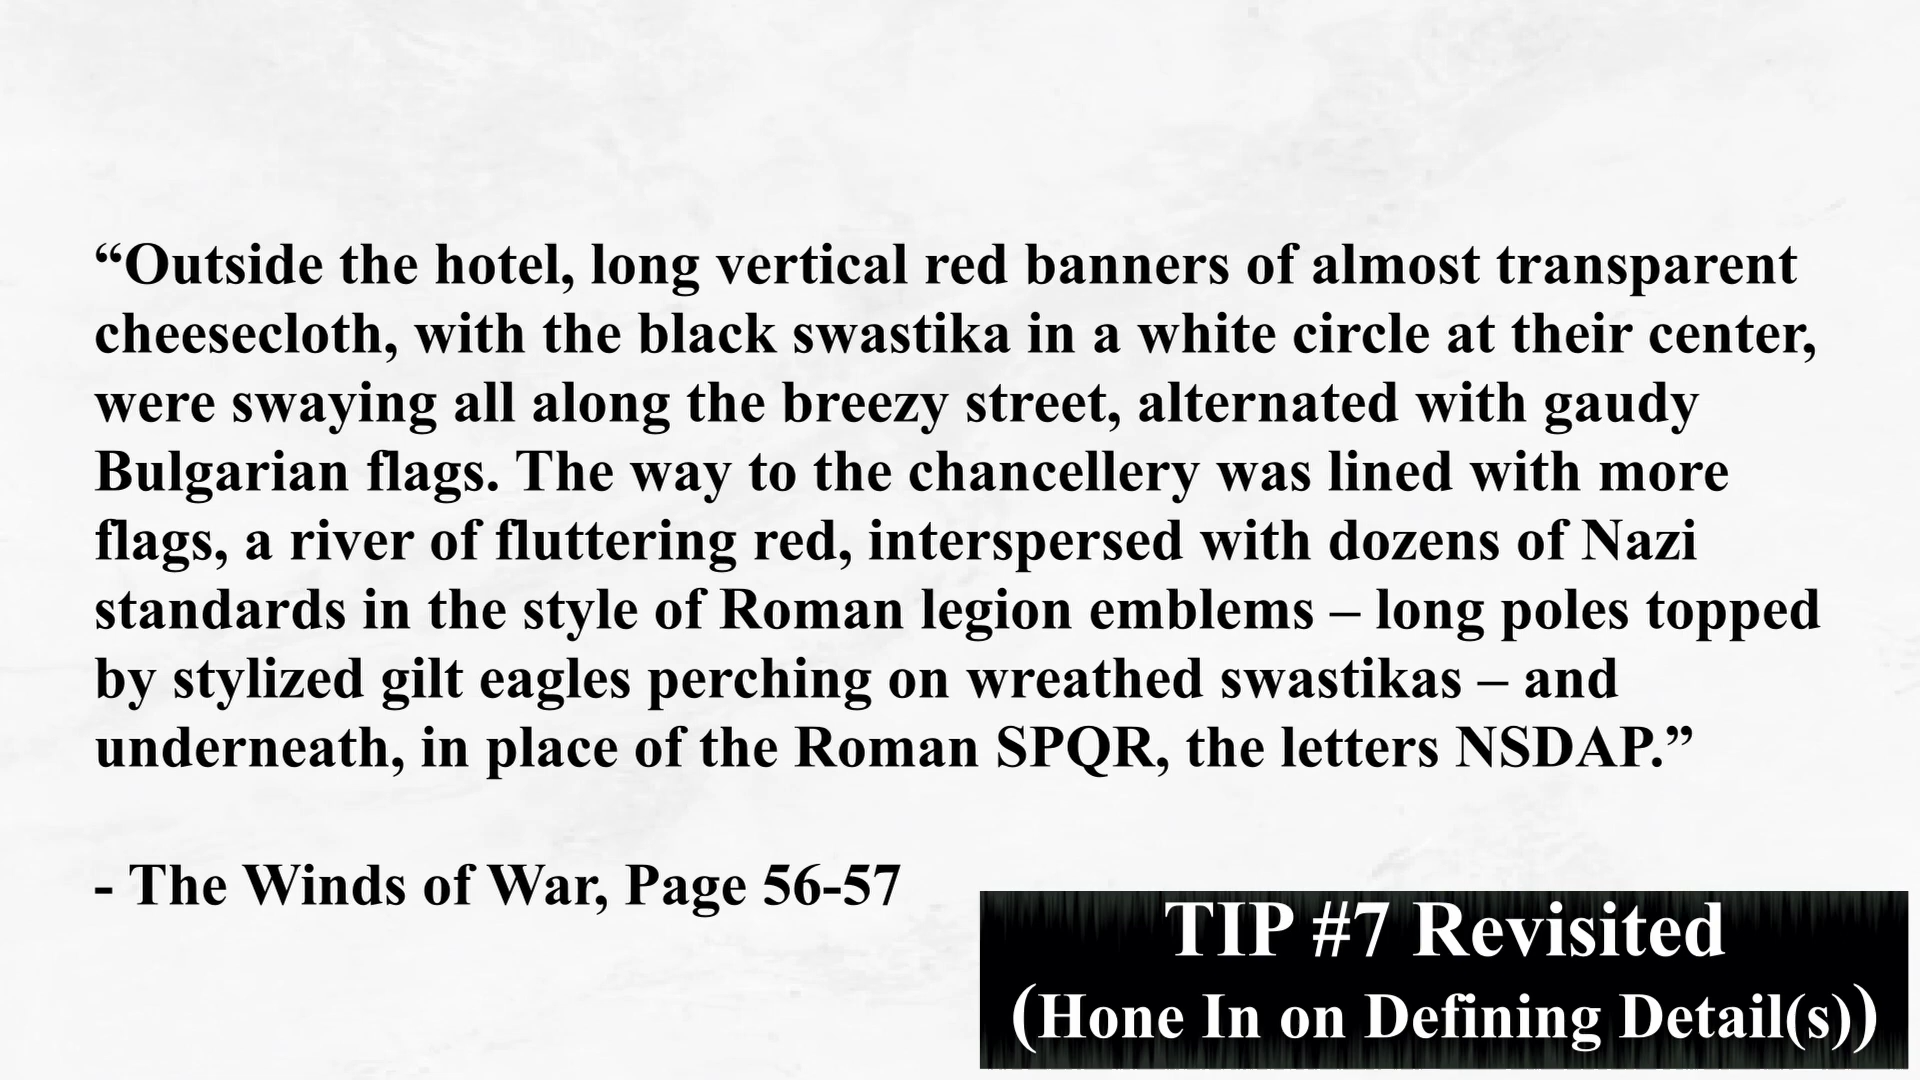 “Outside the hotel, long vertical red banners of almost transparent
cheesecloth, with the black swastika in a white circle at their center,
were swaying all along the breezy street, alternated with gaudy
Bulgarian flags. The way to the chancellery was lined with more
flags, a river of fluttering red, interspersed with dozens of Nazi
standards in the style of Roman legion emblems – long poles topped
by stylized gilt eagles perching on wreathed swastikas – and
underneath, in place of the Roman SPQR, the letters NSDAP.”
- The Winds of War, Page 56-57
TIP #7 Revisited
(Hone In on Defining Detail(s))